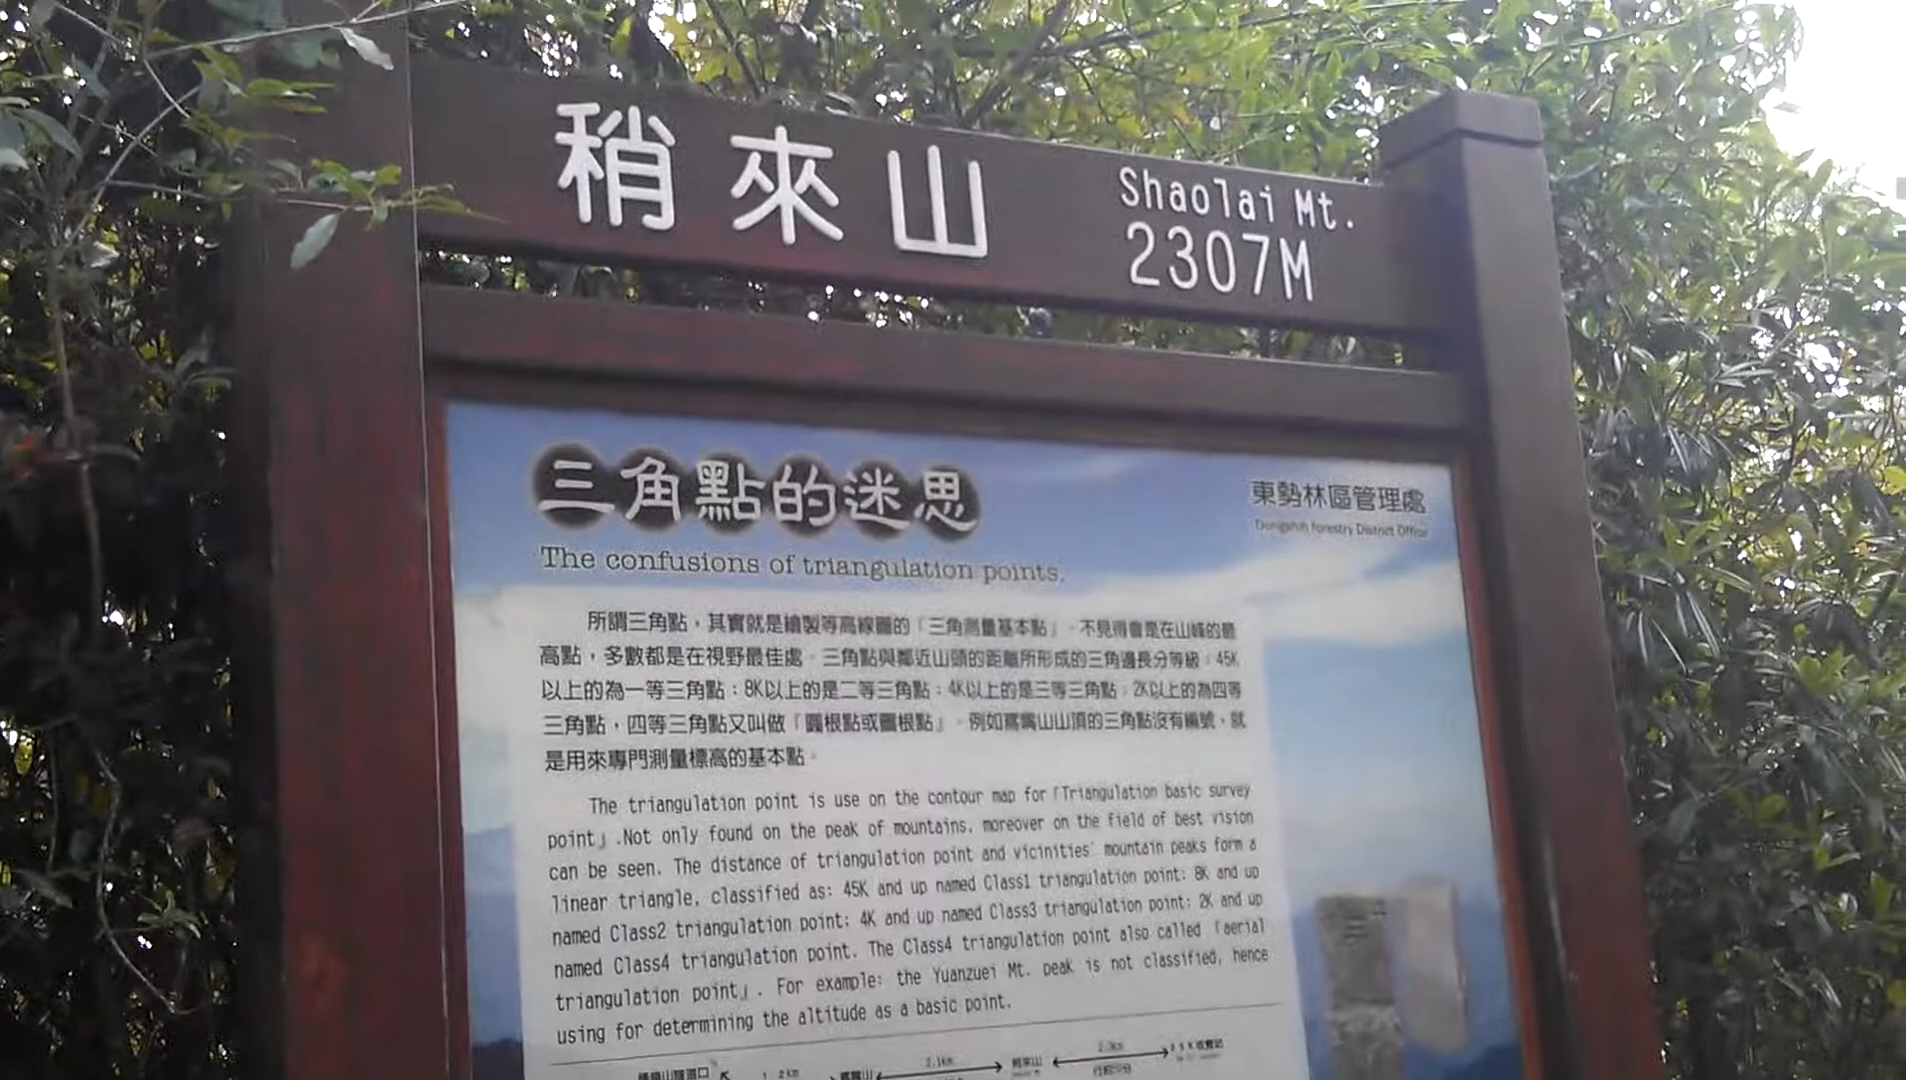 稍來山
Shaolai Mt.
2307M
三角點的迷思
東勢林區管理處
Dongshih Forestry District Office
The confusions of triangulation points.
所謂三角點，其實就是繪製等高線圖的「三角測量基本點」，不見得會是在山峰的最
高點，多數都是在視野最佳處。三角點與鄰近山頭的距離所形成的三角邊長分等級：45K
以上的為一等三角點；8K以上的是二等三角點；4K以上的是三等三角點；2K以上的為四等
三角點，四等三角點又叫做「圓根點或圖根點」。例如鳶嘴山山頂的三角點沒有編號，就
是用來專門測量標高的基本點。
The triangulation point is use on the contour map for「Triangulation basic survey
point」.Not only found on the peak of mountains, moreover on the field of best vision
can be seen. The distance of triangulation point and vicinities' mountain peaks form a
linear triangle, classified as: 45K and up named Class1 triangulation point: 8K and up
named Class2 triangulation point: 4K and up named Class3 triangulation point: 2K and up
named Class4 triangulation point. The Class4 triangulation point also called「aerial
triangulation point」. For example: the Yuanzuei Mt. peak is not classified, hence
using for determining the altitude as a basic point.
1.2km
鳶嘴山
2.1km
稍來山